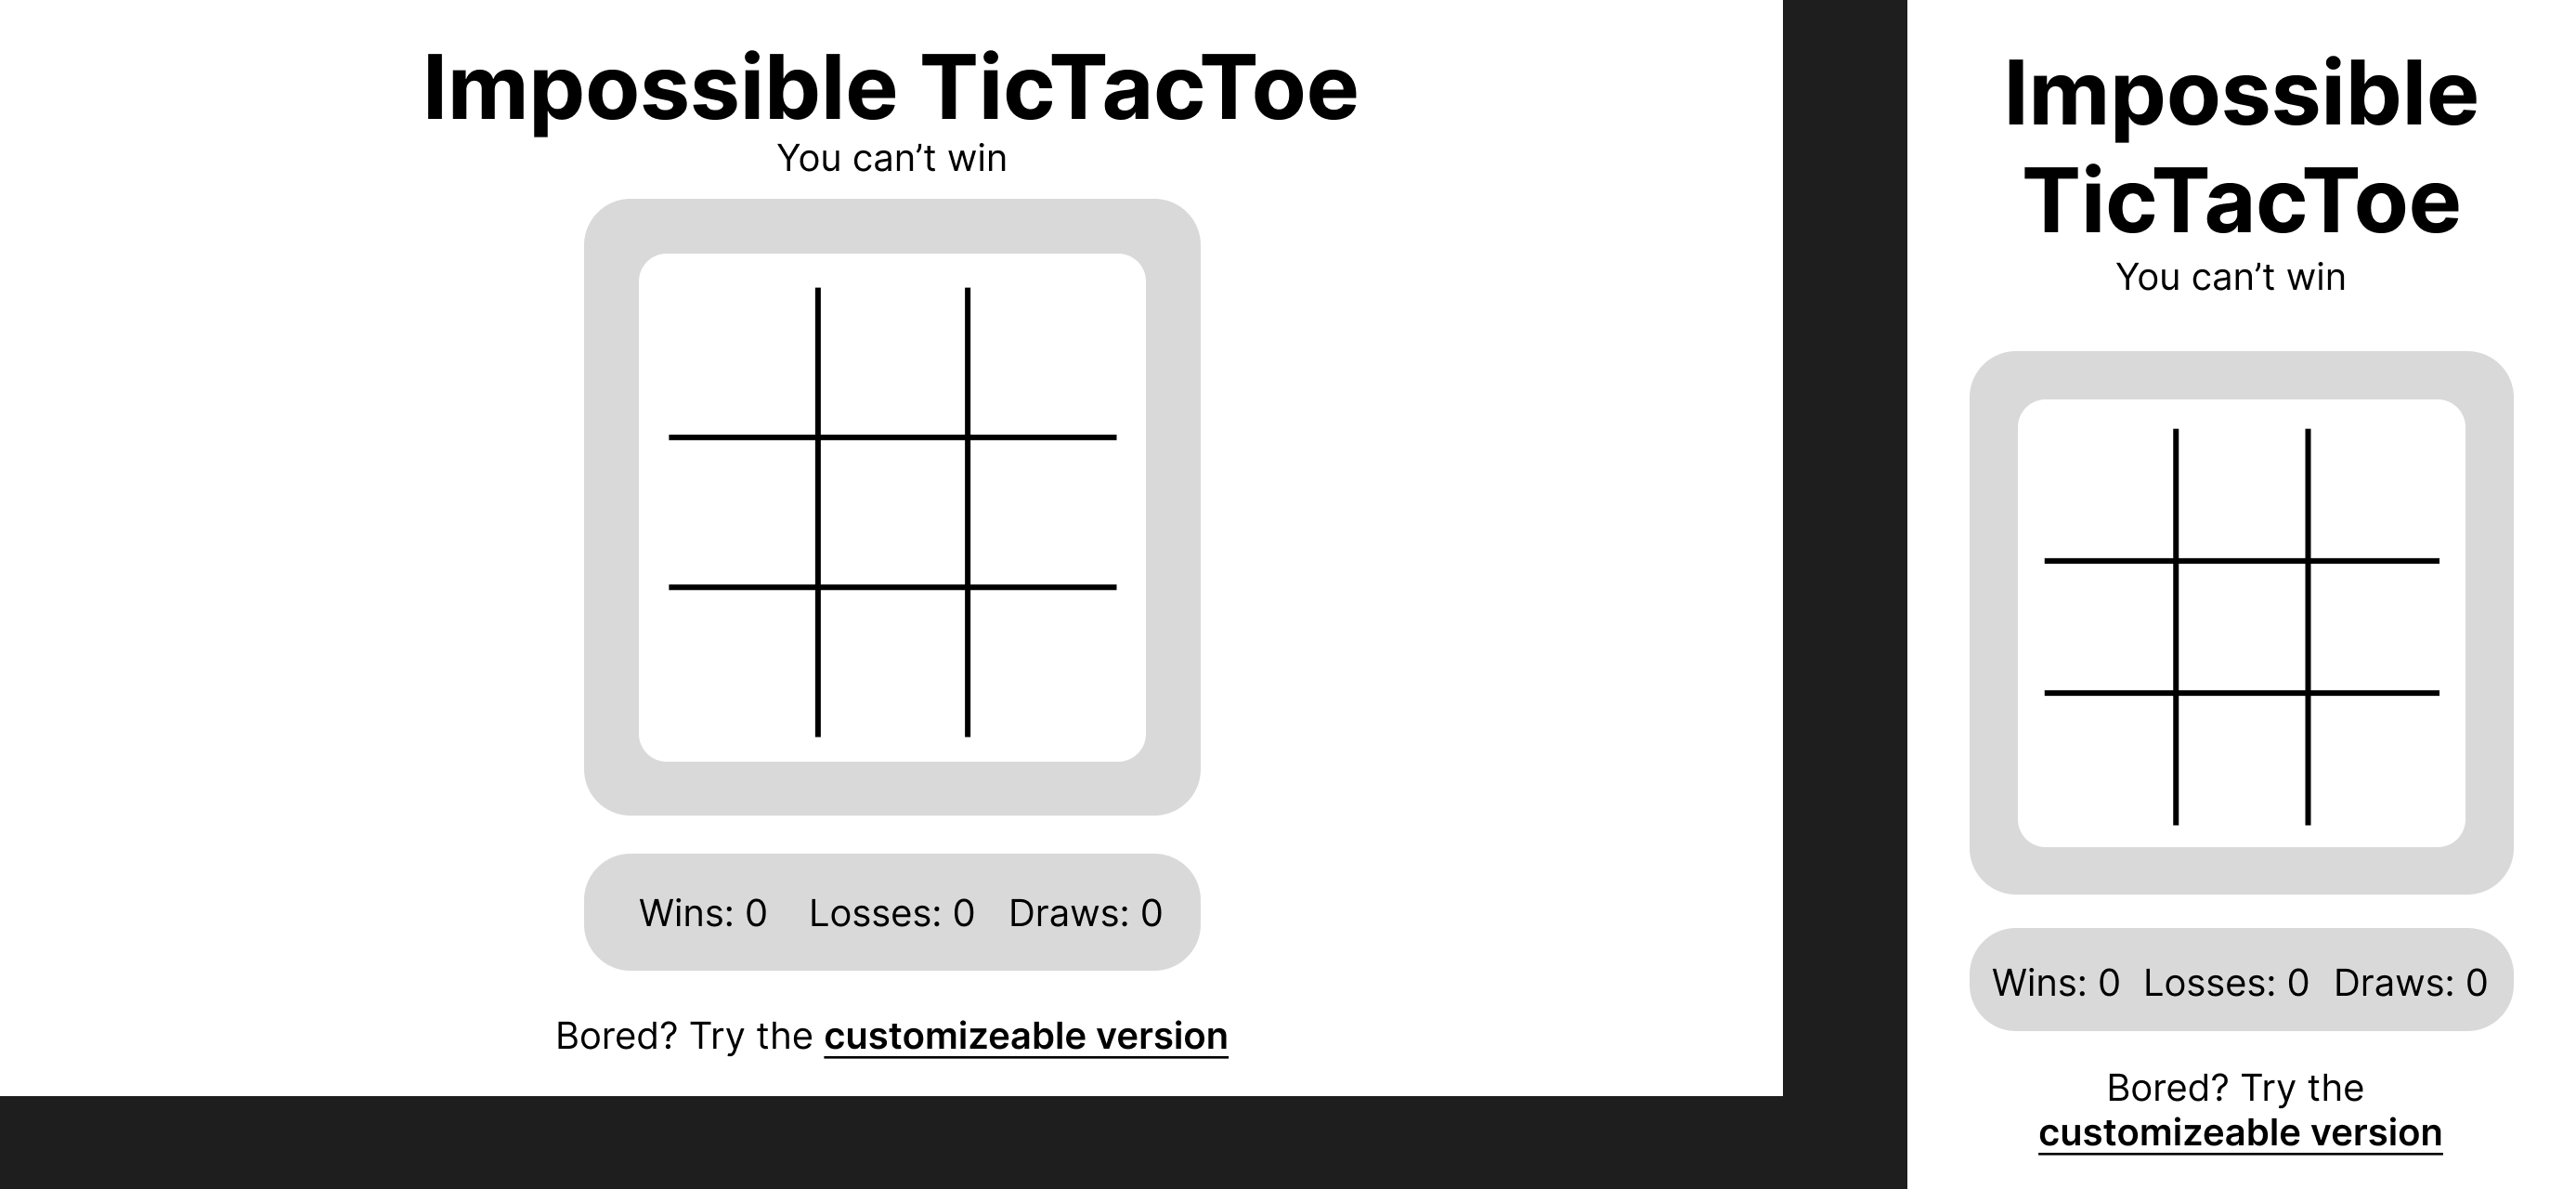 Impossible TicTacToe
You can’t win
Wins: 0 Losses: 0 Draws: 0
Bored? Try the customizeable version
Impossible
TicTacToe
You can’t win
Wins: 0 Losses: 0 Draws: 0
Bored? Try the
customizeable version